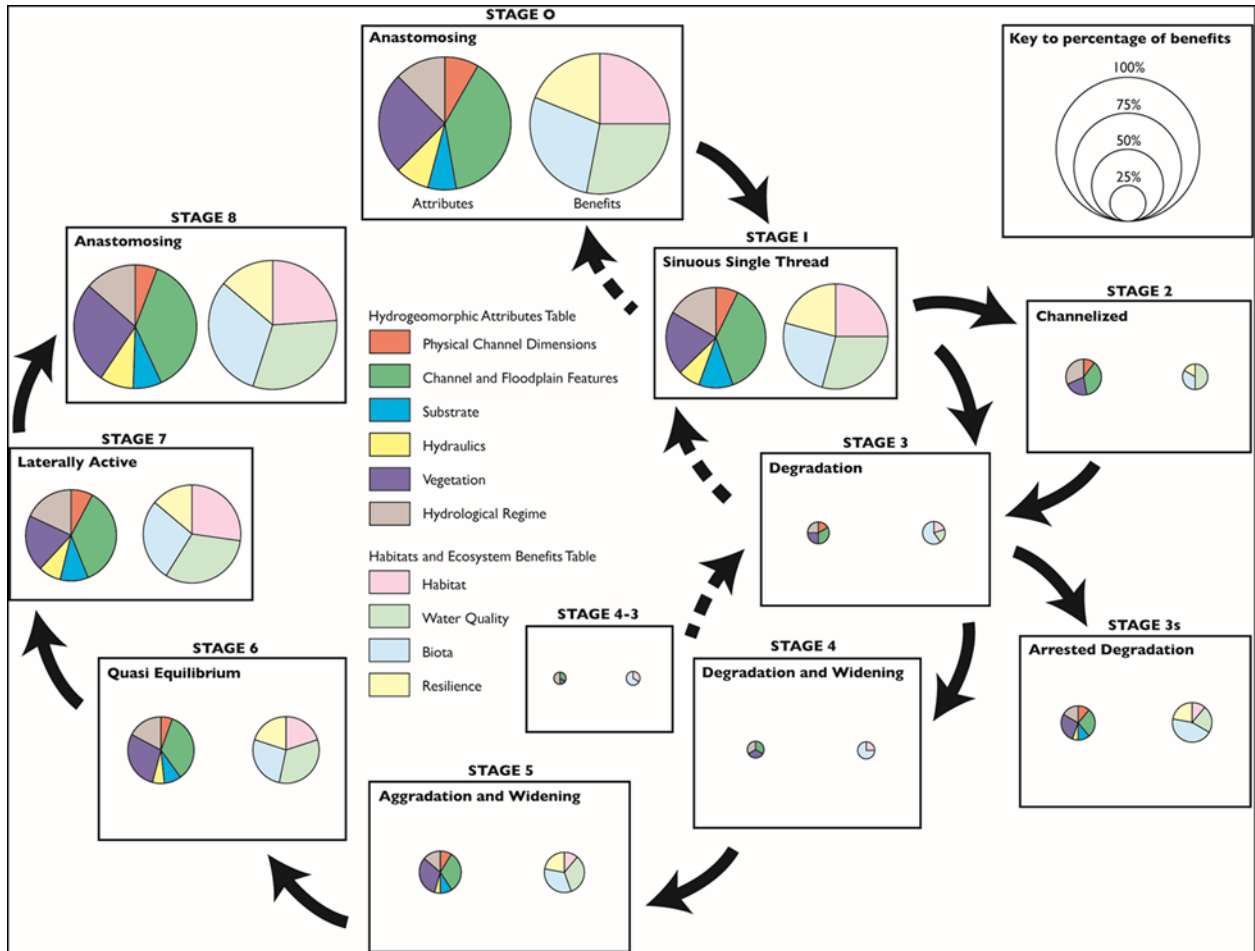 STAGE O
Anastomosing
Attributes
Benefits
Key to percentage of benefits
100%
75%
50%
25%
STAGE 8
Anastomosing
STAGE I
Sinuous Single Thread
STAGE 2
Channelized
Hydrogeomorphic Attributes Table
Physical Channel Dimensions
Channel and Floodplain Features
Substrate
Hydraulics
Vegetation
Hydrological Regime
Habitats and Ecosystem Benefits Table
Habitat
Water Quality
Biota
Resilience
STAGE 7
Laterally Active
STAGE 3
Degradation
STAGE 4-3
STAGE 6
Quasi Equilibrium
STAGE 4
Degradation and Widening
STAGE 3s
Arrested Degradation
STAGE 5
Aggradation and Widening